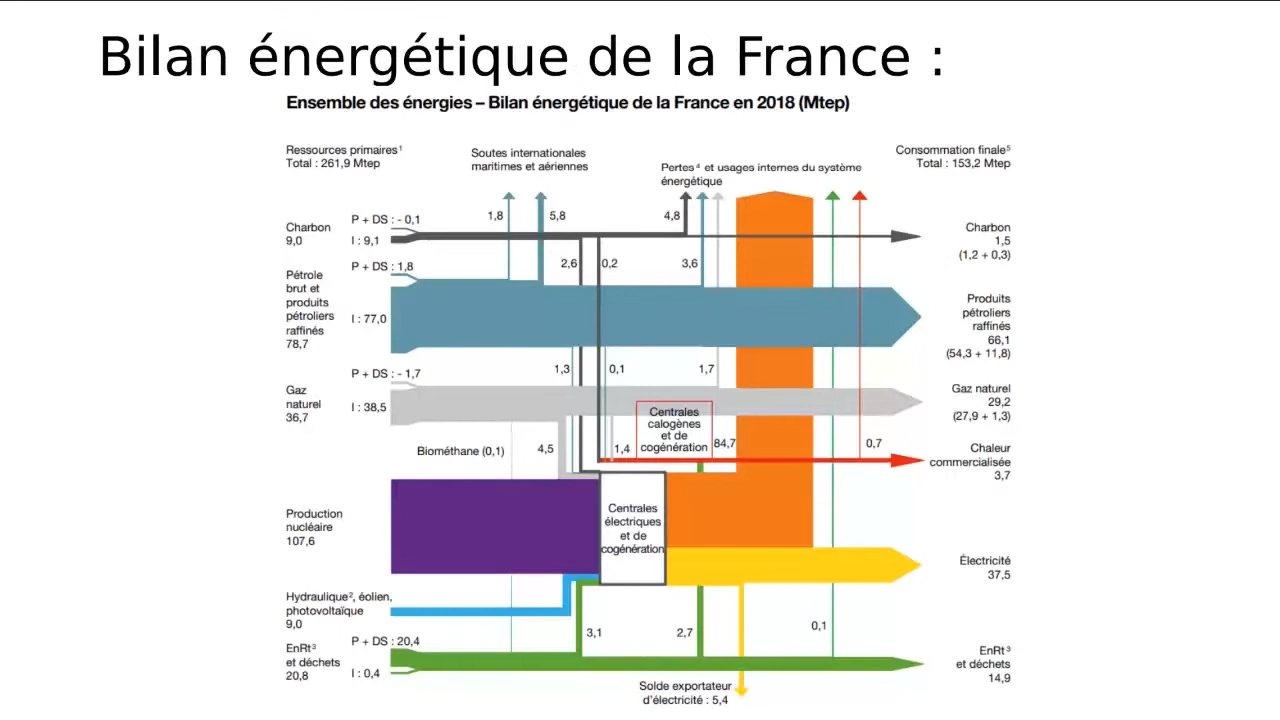 Bilan énergétique de la France :
Ensemble des énergies – Bilan énergétique de la France en 2018 (Mtep)
Ressources primaires¹
Total : 261,9 Mtep
Soutes internationales
maritimes et aériennes
Pertes⁴ et usages internes du système
énergétique
Consommation finale⁵
Total : 153,2 Mtep
Charbon
9,0
P + DS : - 0,1
I : 9,1
1,8
5,8
4,8
Charbon
1,5
(1,2 + 0,3)
P + DS : 1,8
2,6
0,2
3,6
Pétrole
brut et
produits
pétroliers
raffinés
78,7
I : 77,0
Produits
pétroliers
raffinés
66,1
(54,3 + 11,8)
P + DS : - 1,7
1,3
0,1
1,7
Gaz
naturel
36,7
I : 38,5
Gaz naturel
29,2
(27,9 + 1,3)
Centrales
calogènes
et de
cogénération
Biométhane (0,1)
4,5
1,4
84,7
0,7
Chaleur
commercialisée
3,7
Production
nucléaire
107,6
Centrales
électriques
et de
cogénération
Électricité
37,5
Hydraulique², éolien,
photovoltaïque
9,0
3,1
2,7
0,1
P + DS : 20,4
EnRt³
et déchets
20,8
I : 0,4
EnRt³
et déchets
14,9
Solde exportateur
d'électricité : 5,4